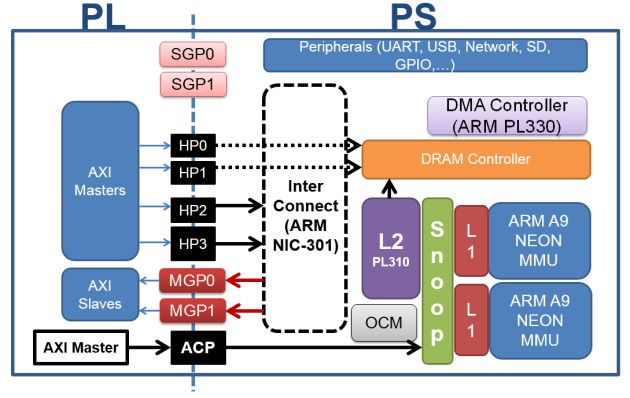 PL
PS
SGP0
SGP1
Peripherals (UART, USB, Network, SD,
GPIO,…)
DMA Controller
(ARM PL330)
AXI
Masters
HP0
HP1
HP2
HP3
Inter
Connect
(ARM
NIC-301)
DRAM Controller
L2
PL310
Snoop
L
1
ARM A9
NEON
MMU
AXI
Slaves
MGP0
MGP1
OCM
L
1
ARM A9
NEON
MMU
AXI Master
ACP